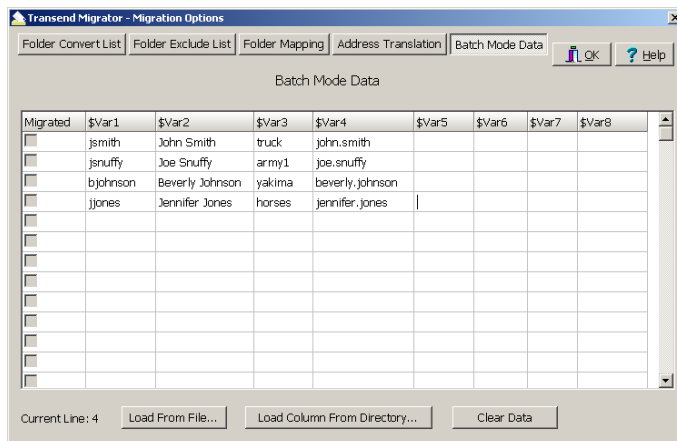 Transend Migrator - Migration Options
Folder Convert List Folder Exclude List Folder Mapping Address Translation Batch Mode Data OK ? Help
Batch Mode Data
Migrated $Var1 $Var2 $Var3 $Var4 $Var5 $Var6 $Var7 $Var8
jsmith John Smith truck john.smith
jsnuffy Joe Snuffy army1 joe.snuffy
bjohnson Beverly Johnson yakima beverly.johnson
jjones Jennifer Jones horses jennifer.jones
Current Line: 4 Load From File... Load Column From Directory... Clear Data